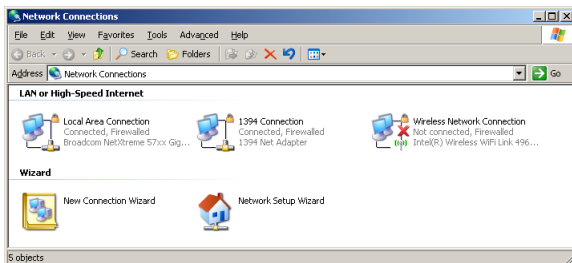 Network Connections
File Edit View Favorites Tools Advanced Help
Back Search Folders
Address Network Connections Go
LAN or High-Speed Internet
Local Area Connection
Connected, Firewalled
Broadcom NetXtreme 57xx Gig...
1394 Connection
Connected, Firewalled
1394 Net Adapter
Wireless Network Connection
Not connected, Firewalled
Intel(R) Wireless WiFi Link 496...
Wizard
New Connection Wizard
Network Setup Wizard
5 objects